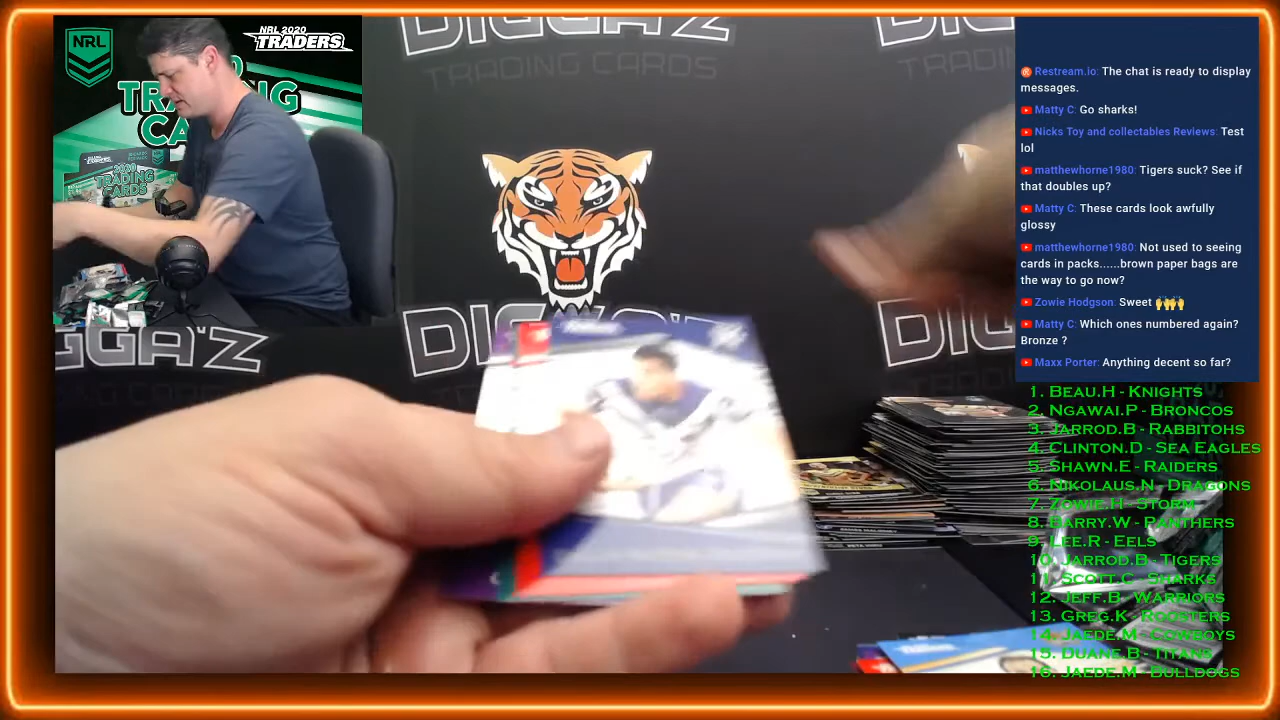 NRL
NRL 2020
TRADERS
TRADING
CARDS
DIGGA'Z
TRADING CARDS
DIGGA'Z
DIGGA'Z
Restream.io: The chat is ready to display
messages.
Matty C: Go sharks!
Nicks Toy and collectables Reviews: Test
lol
matthewhorne1980: Tigers suck? See if
that doubles up?
Matty C: These cards look awfully
glossy
matthewhorne1980: Not used to seeing
cards in packs......brown paper bags are
the way to go now?
Zowie Hodgson: Sweet 🙌🙌
Matty C: Which ones numbered again?
Bronze ?
Maxx Porter: Anything decent so far?
1. BEAU.H - KNIGHTS
2. NGAWAI.P - BRONCOS
3. JARROD.B - RABBITOHS
4. CLINTON.D - SEA EAGLES
5. SHAWN.E - RAIDERS
6. NIKOLAUS.N - DRAGONS
7. ZOWIE.H - STORM
8. BARRY.W - PANTHERS
9. LEE.R - EELS
10. JARROD.B - TIGERS
11. SCOTT.C - SHARKS
12. JEFF.B - WARRIORS
13. GREG.K - ROOSTERS
14. JAEDE.M - COWBOYS
15. DUANE.B - TITANS
16. JAEDE.M - BULLDOGS